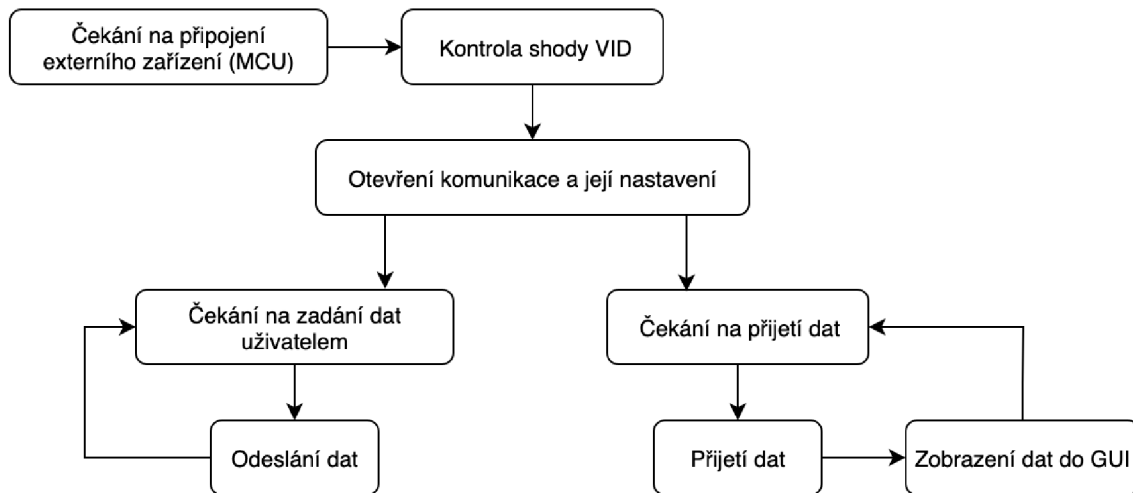 Čekání na připojení
externího zařízení (MCU)
Kontrola shody VID
Otevření komunikace a její nastavení
Čekání na zadání dat
uživatelem
Čekání na přijetí dat
Odeslání dat
Přijetí dat
Zobrazení dat do GUI